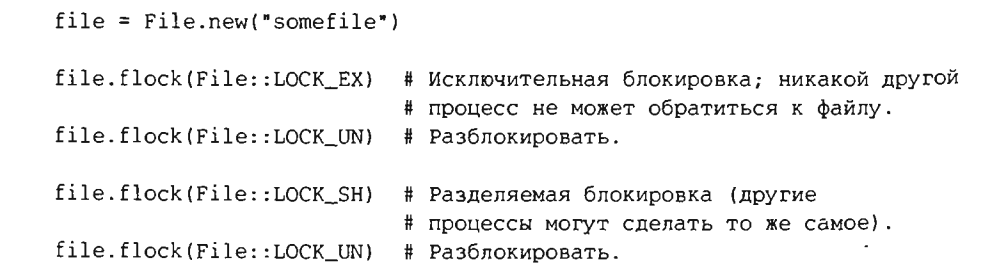 file = File.new("somefile")
file.flock(File::LOCK_EX) # Исключительная блокировка; никакой другой
# процесс не может обратиться к файлу.
file.flock(File::LOCK_UN) # Разблокировать.
file.flock(File::LOCK_SH) # Разделяемая блокировка (другие
# процессы могут сделать то же самое).
file.flock(File::LOCK_UN) # Разблокировать.